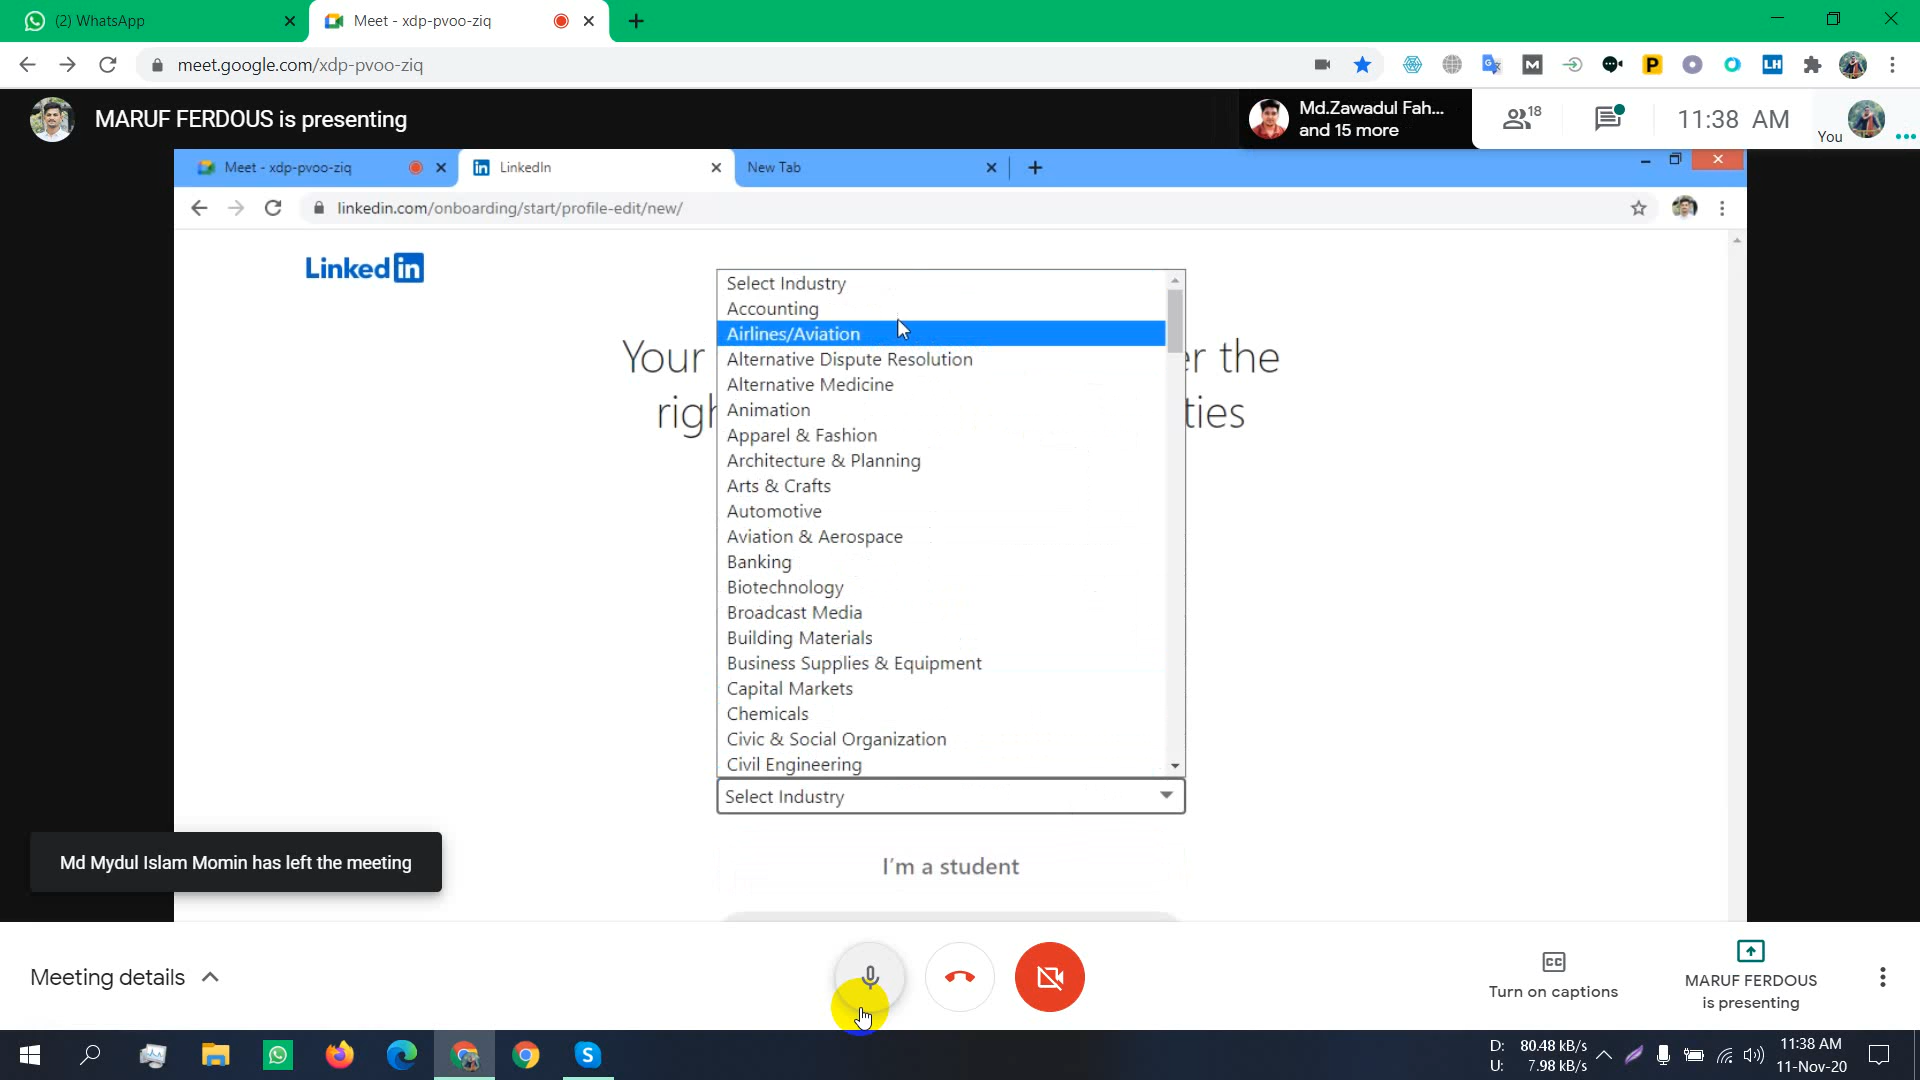 (2) WhatsApp
Meet - xdp-pvoo-ziq
meet.google.com/xdp-pvoo-ziq
MARUF FERDOUS is presenting
Md.Zawadul Fah...
and 15 more
18
11:38 AM
You
Meet - xdp-pvoo-ziq
LinkedIn
New Tab
linkedin.com/onboarding/start/profile-edit/new/
Linked in
Select Industry
Accounting
Airlines/Aviation
Alternative Dispute Resolution
Your
er the
Alternative Medicine
Animation
righ
ties
Apparel & Fashion
Architecture & Planning
Arts & Crafts
Automotive
Aviation & Aerospace
Banking
Biotechnology
Broadcast Media
Building Materials
Business Supplies & Equipment
Capital Markets
Chemicals
Civic & Social Organization
Civil Engineering
Select Industry
I'm a student
Md Mydul Islam Momin has left the meeting
Meeting details
Turn on captions
MARUF FERDOUS
is presenting
D: 80.48 kB/s
U: 7.98 kB/s
11:38 AM
11-Nov-20